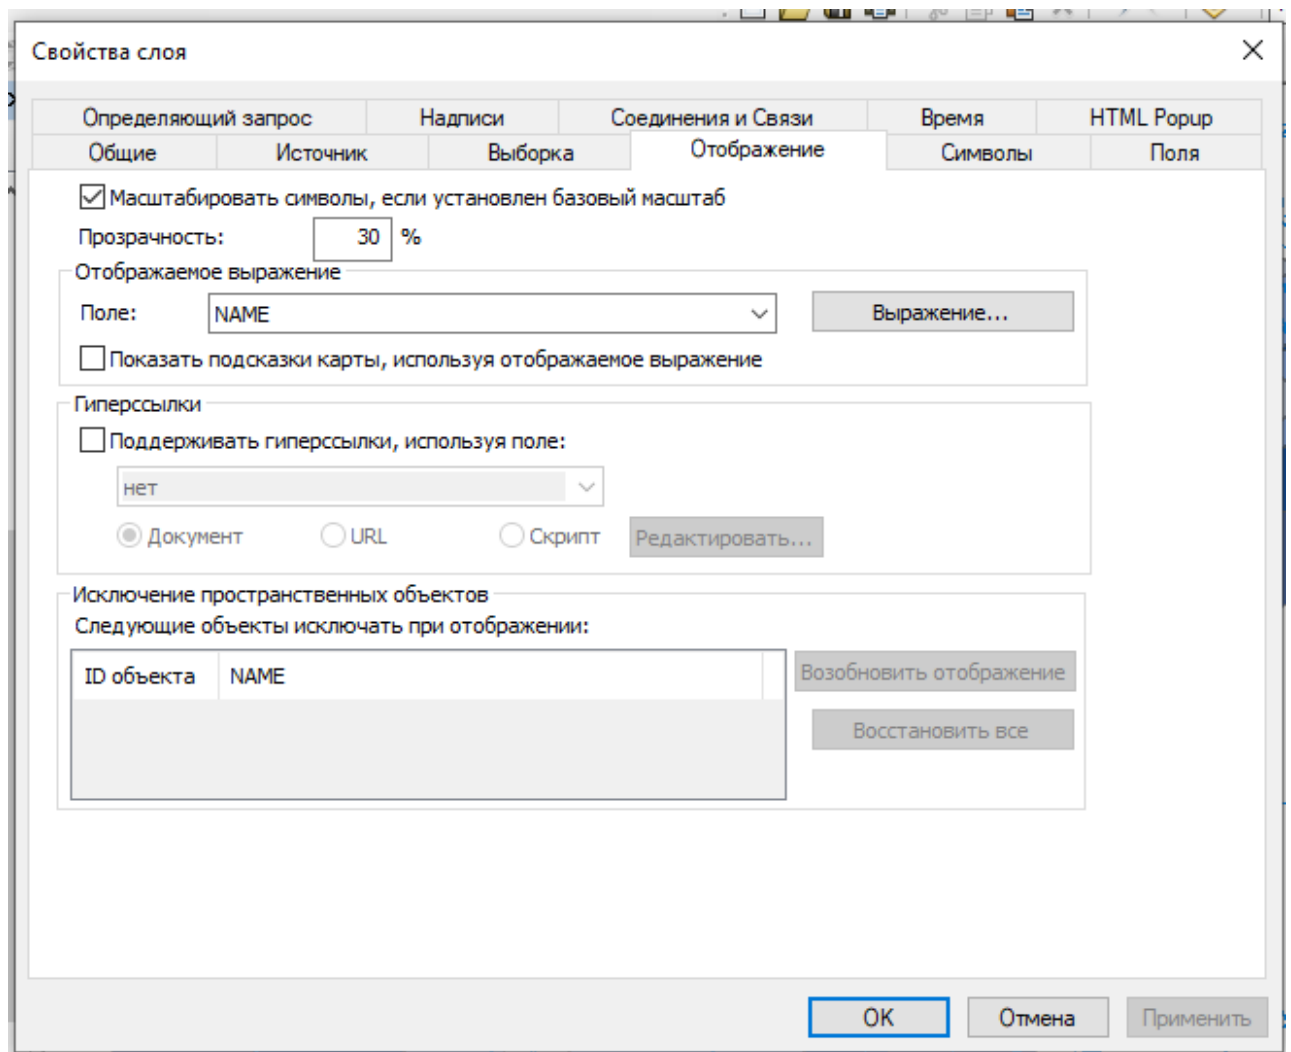 Свойства слоя
Определяющий запрос Надписи Соединения и Связи Время HTML Popup
Общие Источник Выборка Отображение Символы Поля
Масштабировать символы, если установлен базовый масштаб
Прозрачность: 30 %
Отображаемое выражение
Поле: NAME Выражение...
Показать подсказки карты, используя отображаемое выражение
Гиперссылки
Поддерживать гиперссылки, используя поле:
нет
Документ URL Скрипт Редактировать...
Исключение пространственных объектов
Следующие объекты исключать при отображении:
ID объекта NAME Возобновить отображение
Восстановить все
OK Отмена Применить